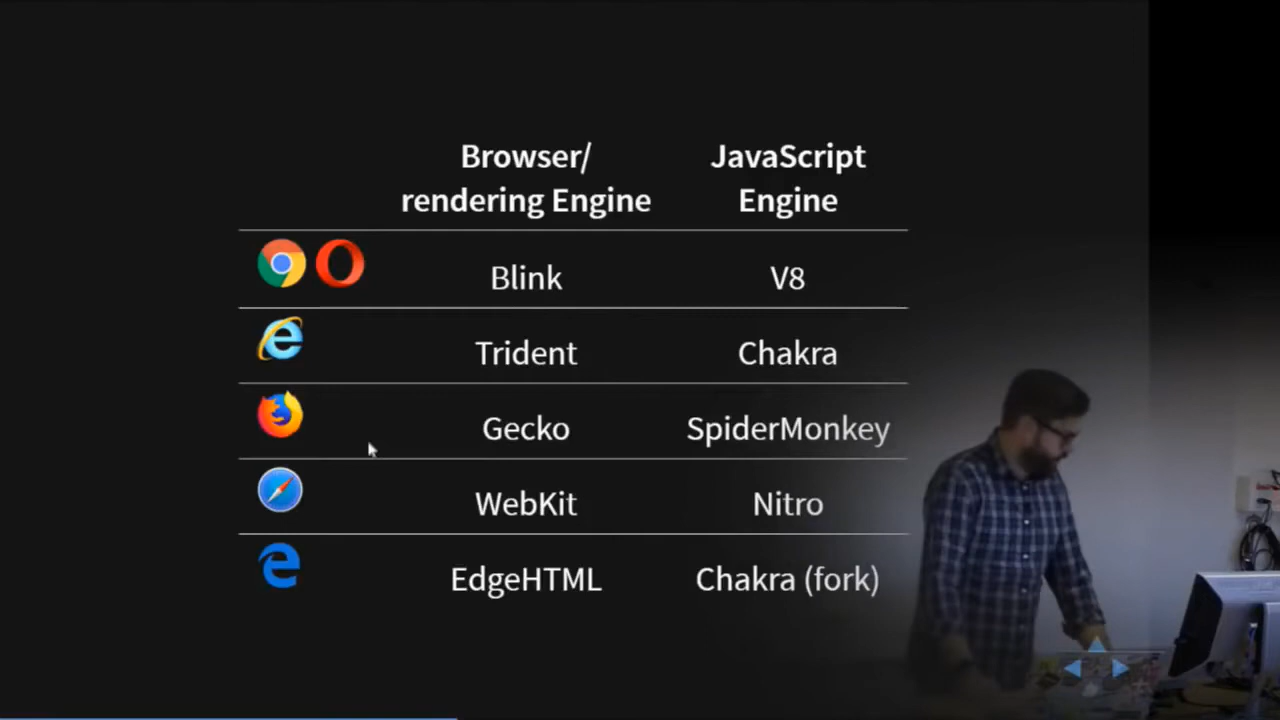 Browser/
rendering Engine
JavaScript
Engine
Blink
V8
Trident
Chakra
Gecko
SpiderMonkey
WebKit
Nitro
EdgeHTML
Chakra (fork)